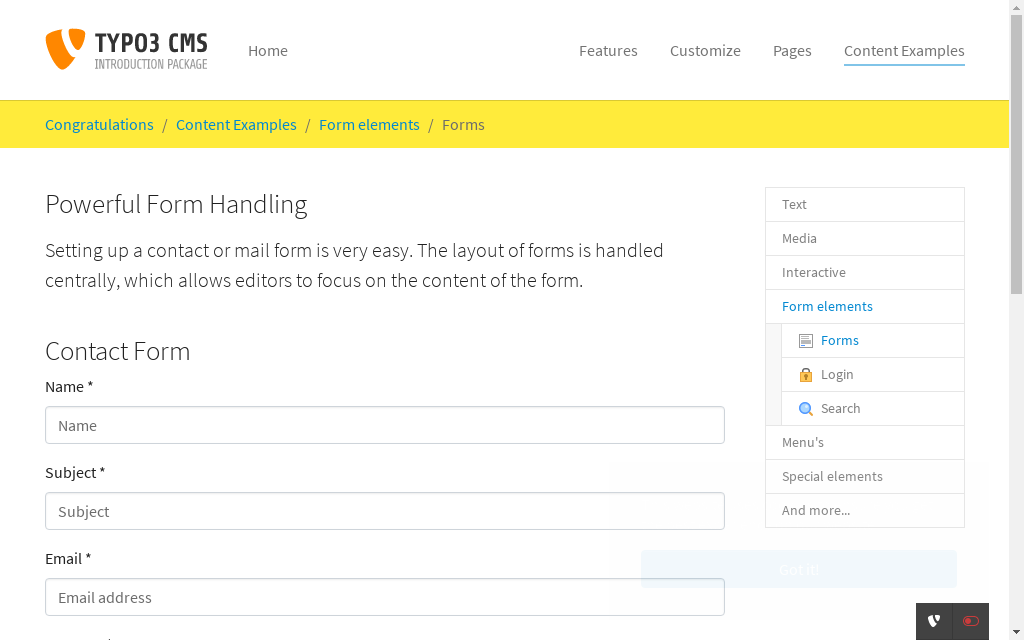 TYPO3 CMS
INTRODUCTION PACKAGE
Home
Features
Customize
Pages
Content Examples
Congratulations / Content Examples / Form elements / Forms
Powerful Form Handling
Setting up a contact or mail form is very easy. The layout of forms is handled
centrally, which allows editors to focus on the content of the form.
Contact Form
Name *
Name
Subject *
Subject
Email *
Email address
Text
Media
Interactive
Form elements
Forms
Login
Search
Menu's
Special elements
And more...
Got it!